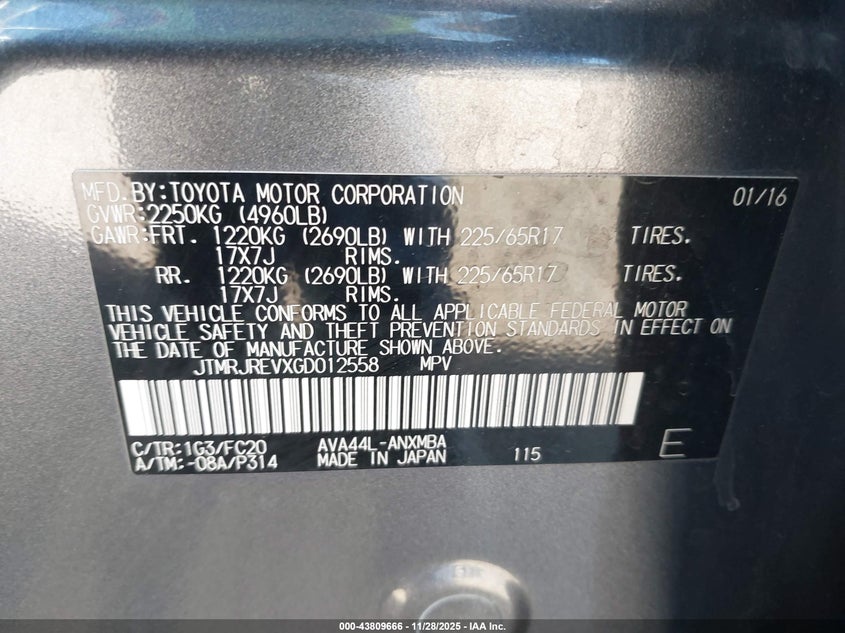 MFD.BY:TOYOTA MOTOR CORPORATION 01/16
GVWR:2250KG (4960LB)
GAWR:FRT. 1220KG (2690LB) WITH 225/65R17 TIRES.
17X7J RIMS.
RR. 1220KG (2690LB) WITH 225/65R17 TIRES.
17X7J RIMS.
THIS VEHICLE CONFORMS TO ALL APPLICABLE FEDERAL MOTOR
VEHICLE SAFETY AND THEFT PREVENTION STANDARDS IN EFFECT ON
THE DATE OF MANUFACTURE SHOWN ABOVE.
JTMRJREVXGD012558 MPV
C/TR:1G3/FC20 AVA44L-ANXMBA
A/TM:-08A/P314 MADE IN JAPAN 115 E
000-43809666 - 11/28/2025 - IAA Inc.